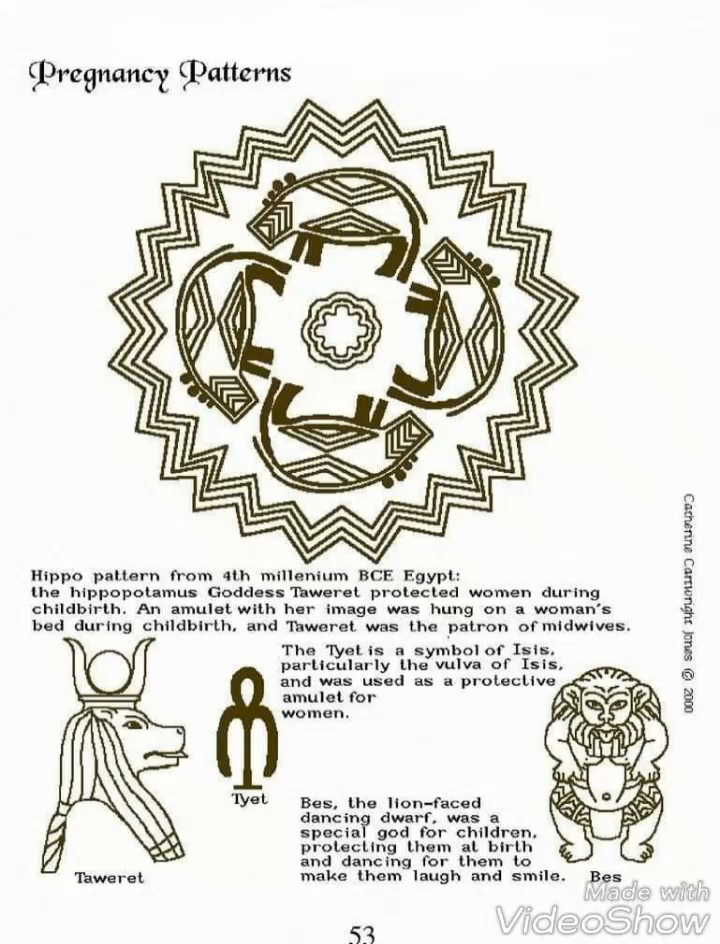 Pregnancy Patterns
Hippo pattern from 4th millenium BCE Egypt:
the hippopotamus Goddess Taweret protected women during
childbirth. An amulet with her image was hung on a woman's
bed during childbirth, and Taweret was the patron of midwives.
Catherine Cartwright Jones © 2000
The Tyet is a symbol of Isis,
particularly the vulva of Isis,
and was used as a protective
amulet for
women.
Tyet
Bes, the lion-faced
dancing dwarf, was a
special god for children,
protecting them at birth
and dancing for them to
make them laugh and smile.
Taweret
Bes
Made with
VideoShow
53